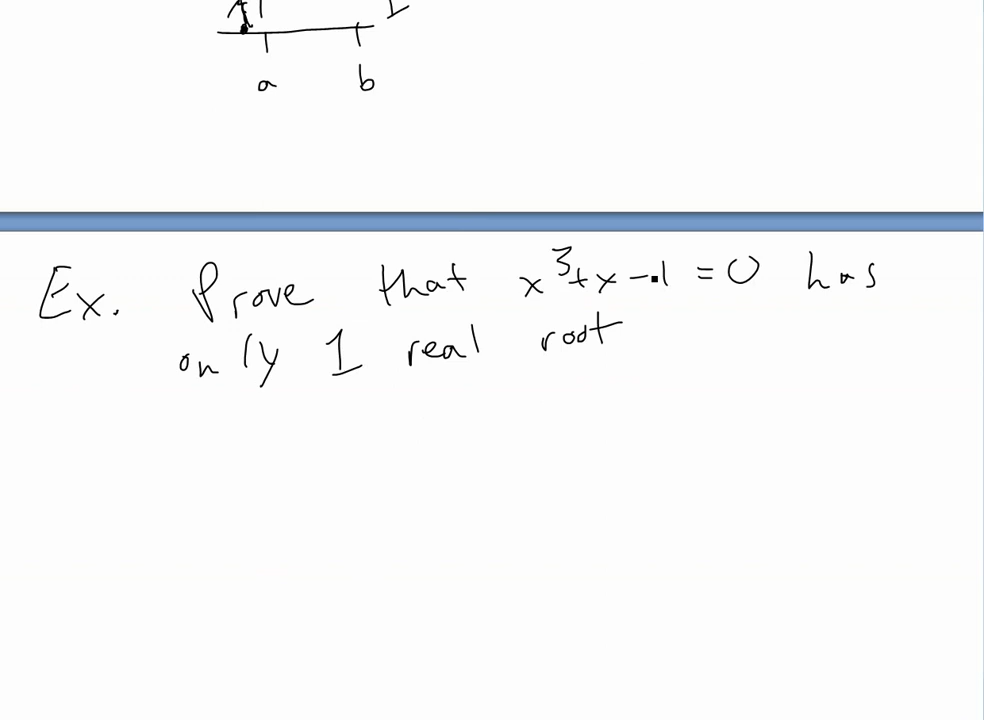 a b
Ex. Prove that x³+x-1=0 has
only 1 real root